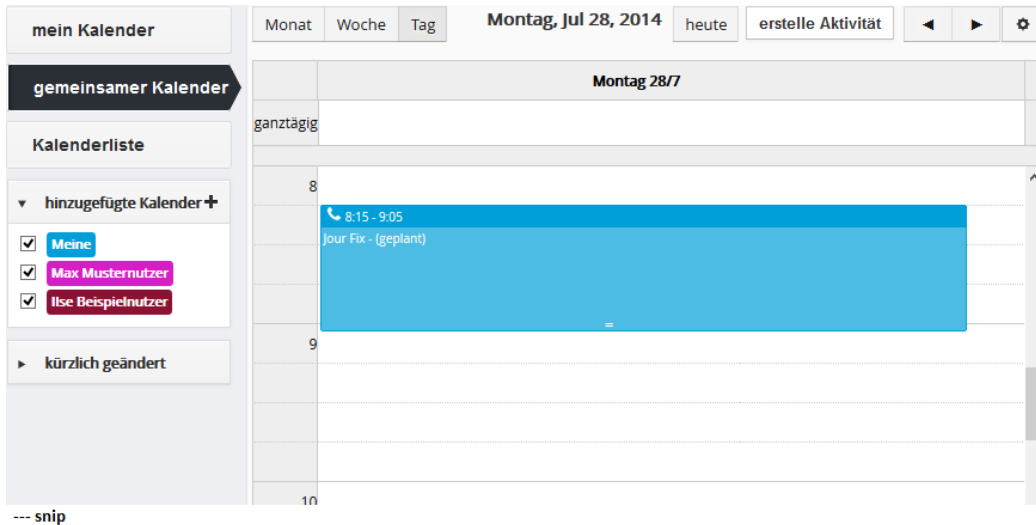 mein Kalender
gemeinsamer Kalender
Kalenderliste
hinzugefügte Kalender
Meine
Max Musternutzer
Ilse Beispielnutzer
kürzlich geändert
Monat Woche Tag Montag, Jul 28, 2014 heute erstelle Aktivität
Montag 28/7
ganztägig
8
8:15 - 9:05
Jour Fix - (geplant)
9
10
--- snip